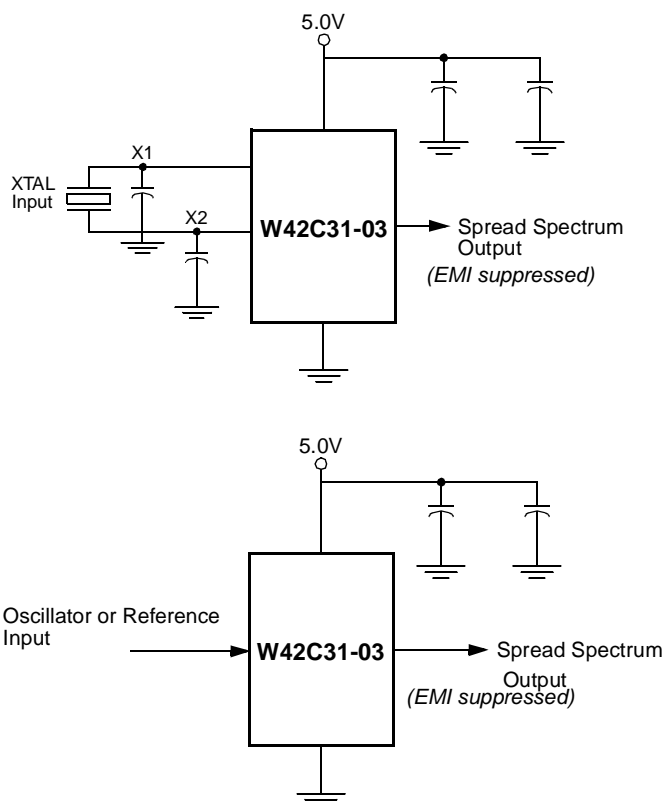 5.0V
X1
XTAL
Input
X2
W42C31-03
Spread Spectrum
Output
(EMI suppressed)
5.0V
Oscillator or Reference
Input
W42C31-03
Spread Spectrum
Output
(EMI suppressed)